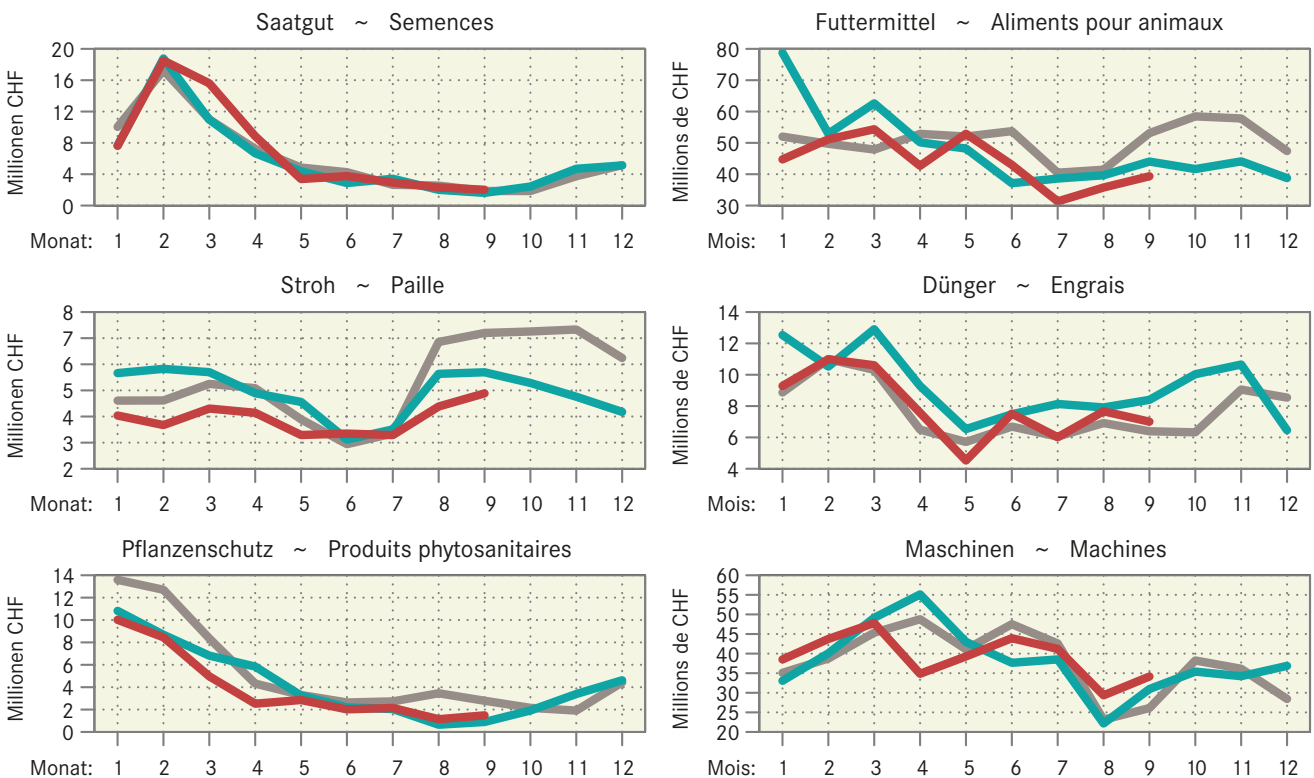 Saatgut ~ Semences
Millionen CHF
20
16
12
8
4
0
Monat: 1 2 3 4 5 6 7 8 9 10 11 12
Futtermittel ~ Aliments pour animaux
Millions de CHF
80
70
60
50
40
30
Mois: 1 2 3 4 5 6 7 8 9 10 11 12
Stroh ~ Paille
Millionen CHF
8
7
6
5
4
3
2
Monat: 1 2 3 4 5 6 7 8 9 10 11 12
Dünger ~ Engrais
Millions de CHF
14
12
10
8
6
4
Mois: 1 2 3 4 5 6 7 8 9 10 11 12
Pflanzenschutz ~ Produits phytosanitaires
Millionen CHF
14
12
10
8
6
4
2
0
Monat: 1 2 3 4 5 6 7 8 9 10 11 12
Maschinen ~ Machines
Millions de CHF
60
55
50
45
40
35
30
25
20
Mois: 1 2 3 4 5 6 7 8 9 10 11 12